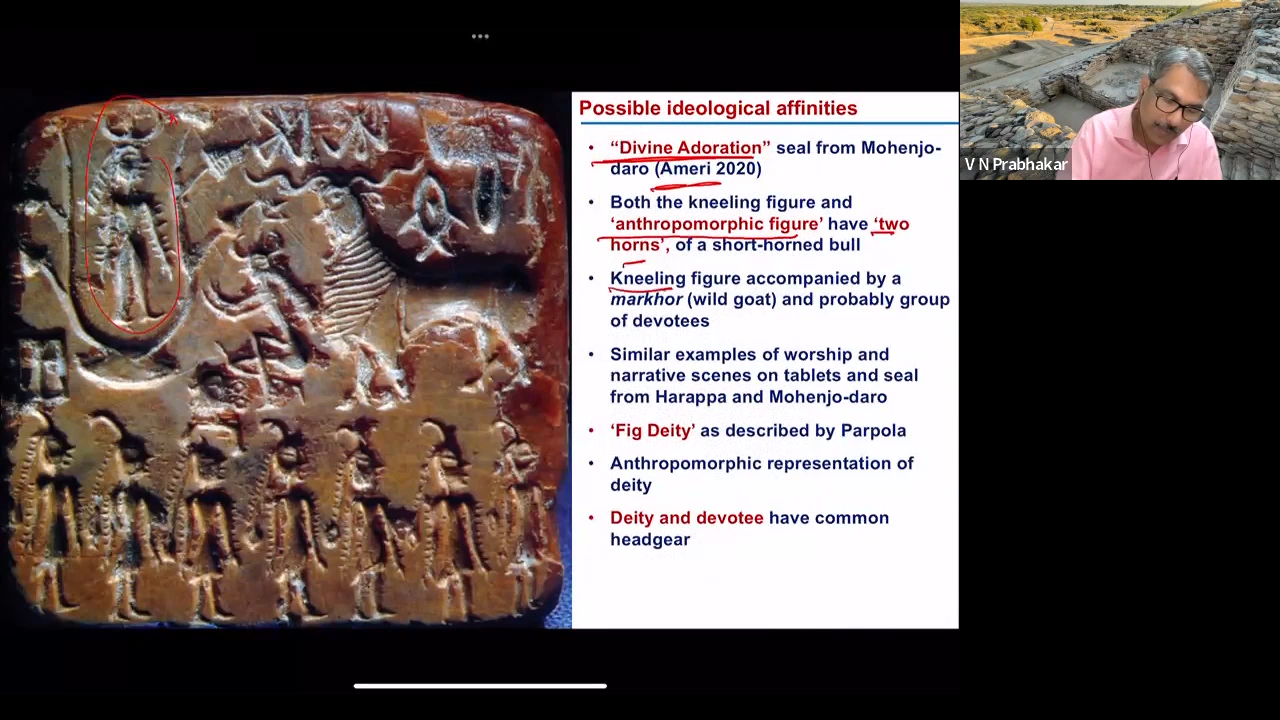 Possible ideological affinities
• “Divine Adoration” seal from Mohenjo-
daro (Ameri 2020)
• Both the kneeling figure and
‘anthropomorphic figure’ have ‘two
horns’, of a short-horned bull
• Kneeling figure accompanied by a
markhor (wild goat) and probably group
of devotees
• Similar examples of worship and
narrative scenes on tablets and seal
from Harappa and Mohenjo-daro
• ‘Fig Deity’ as described by Parpola
• Anthropomorphic representation of
deity
• Deity and devotee have common
headgear
V N Prabhakar